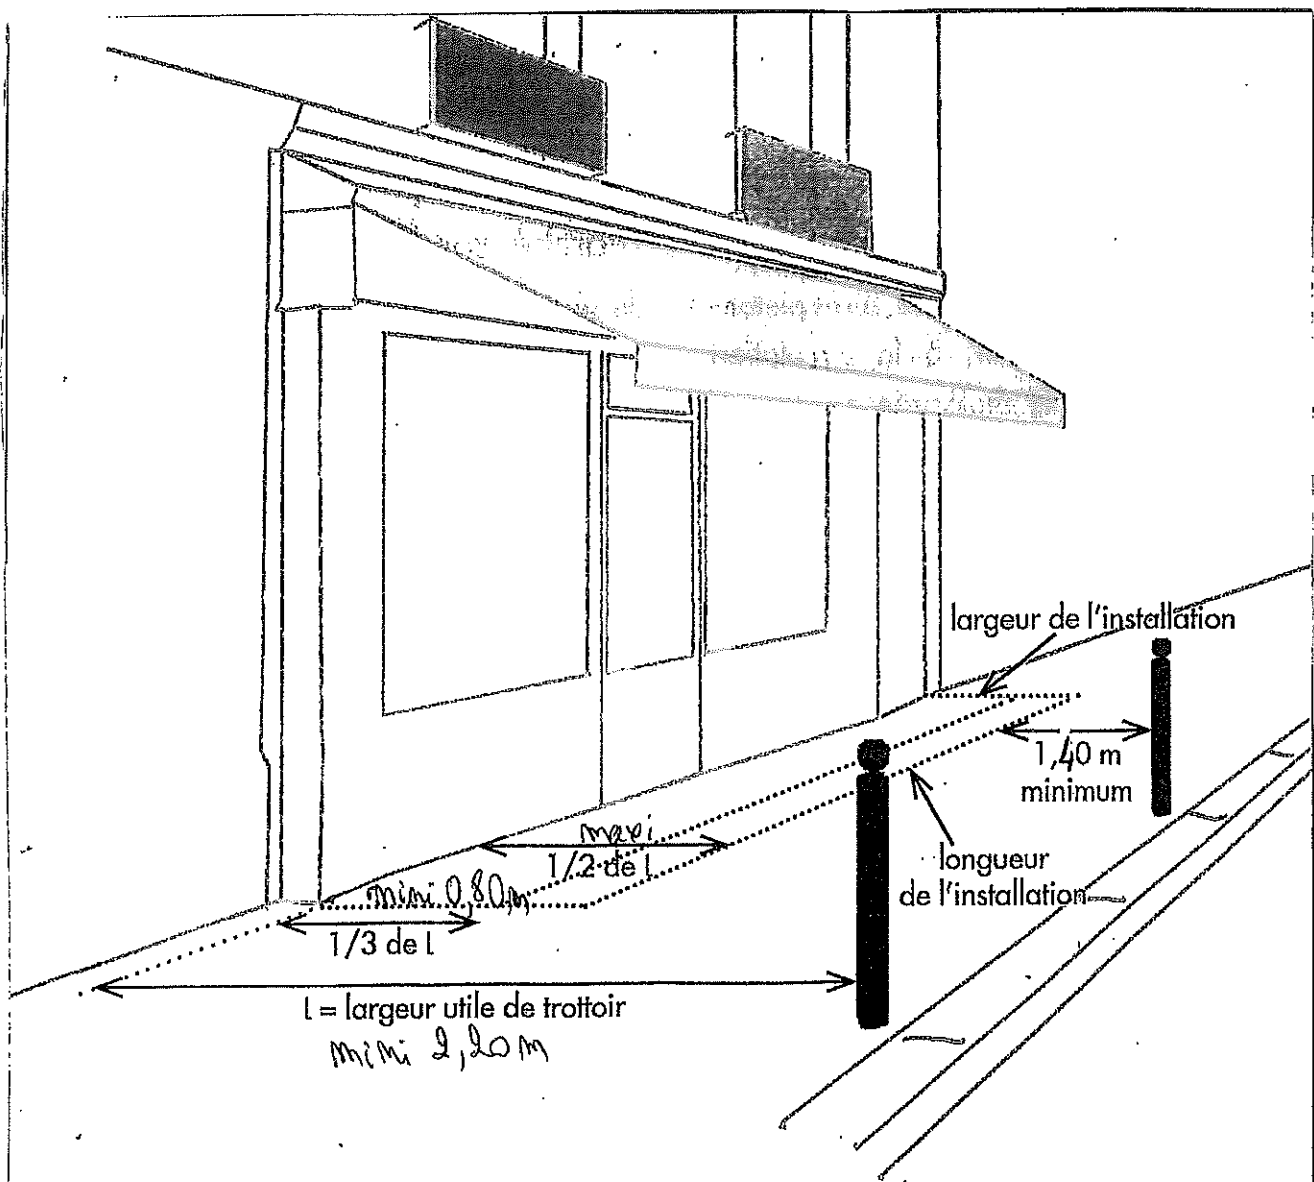 largeur de l'installation
1,40 m
minimum
maxi
1/2 de l
longueur
de l'installation
mini 0,80m
1/3 de l
l = largeur utile de trottoir
mini 2,20 m